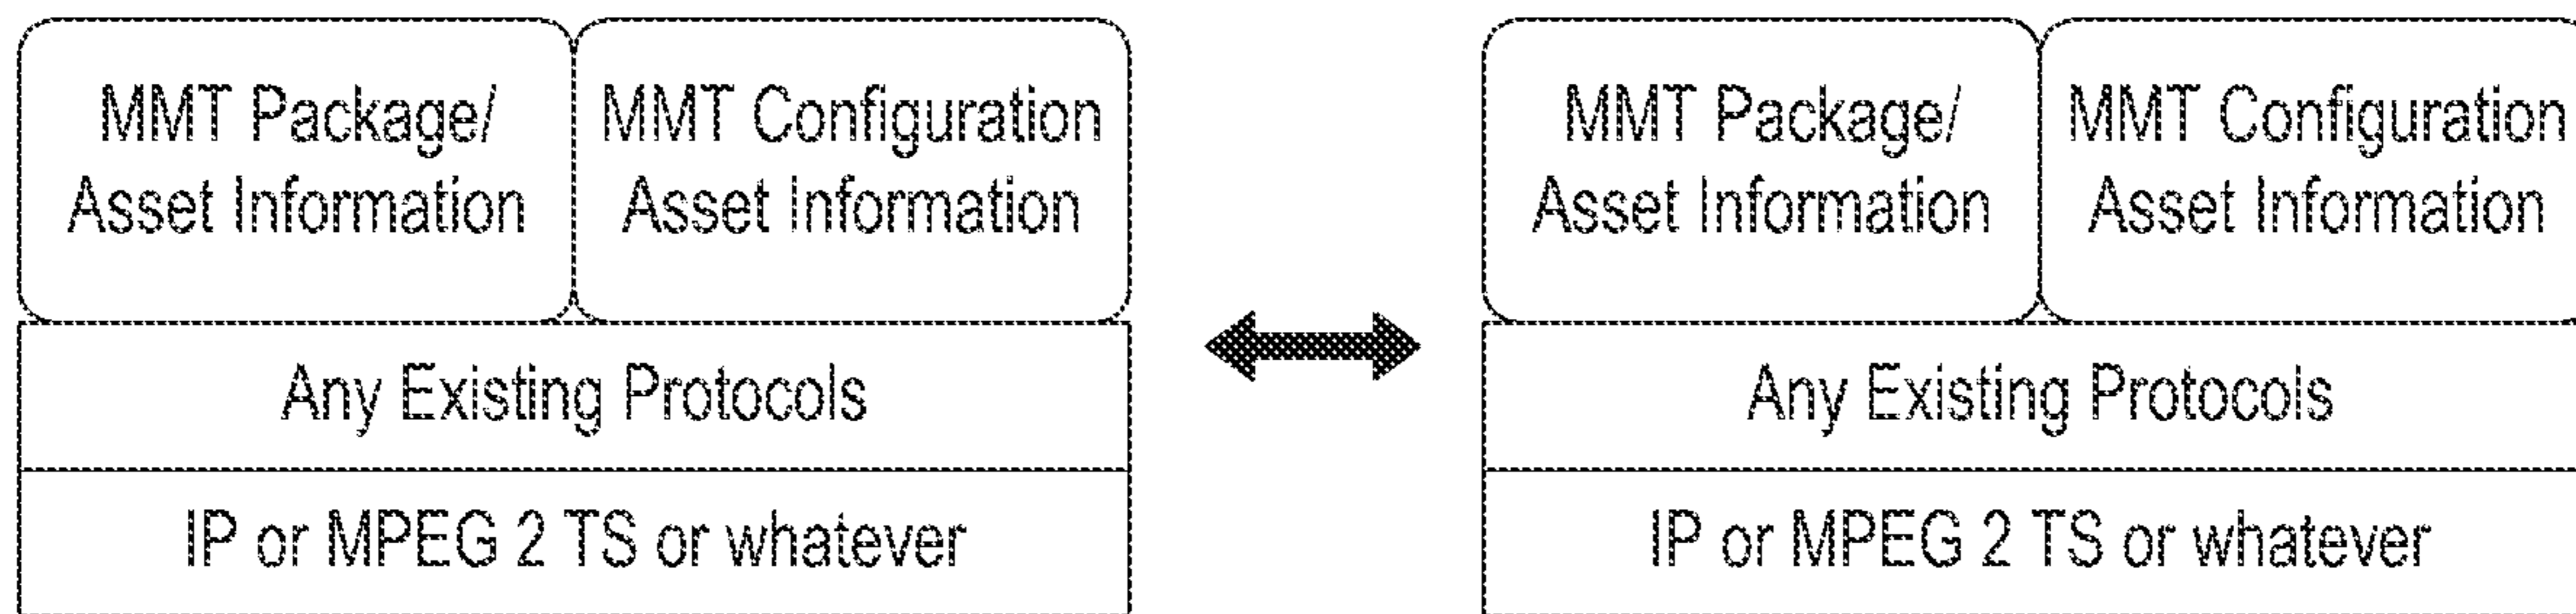 MMT Package/
Asset Information
MMT Configuration
Asset Information
Any Existing Protocols
IP or MPEG 2 TS or whatever
MMT Package/
Asset Information
MMT Configuration
Asset Information
Any Existing Protocols
IP or MPEG 2 TS or whatever